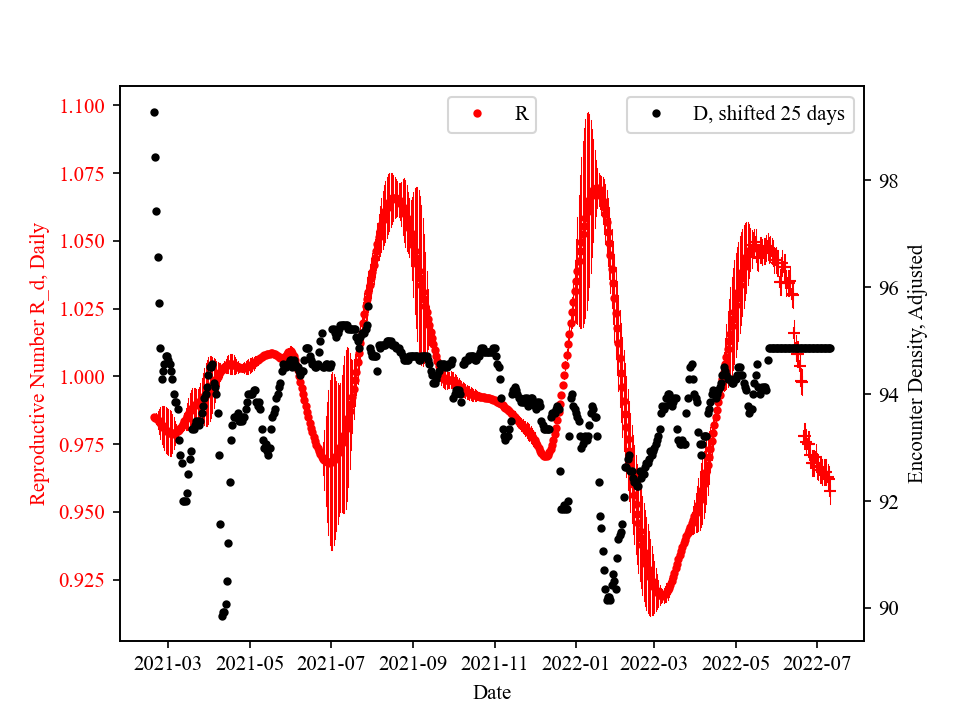 R
D, shifted 25 days
1.100
1.075
1.050
1.025
1.000
0.975
0.950
0.925
Reproductive Number R_d, Daily
98
96
94
92
90
Encounter Density, Adjusted
2021-03 2021-05 2021-07 2021-09 2021-11 2022-01 2022-03 2022-05 2022-07
Date